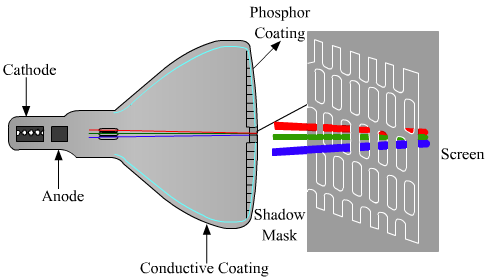 Phosphor
Coating
Cathode
Anode
Screen
Shadow
Mask
Conductive Coating